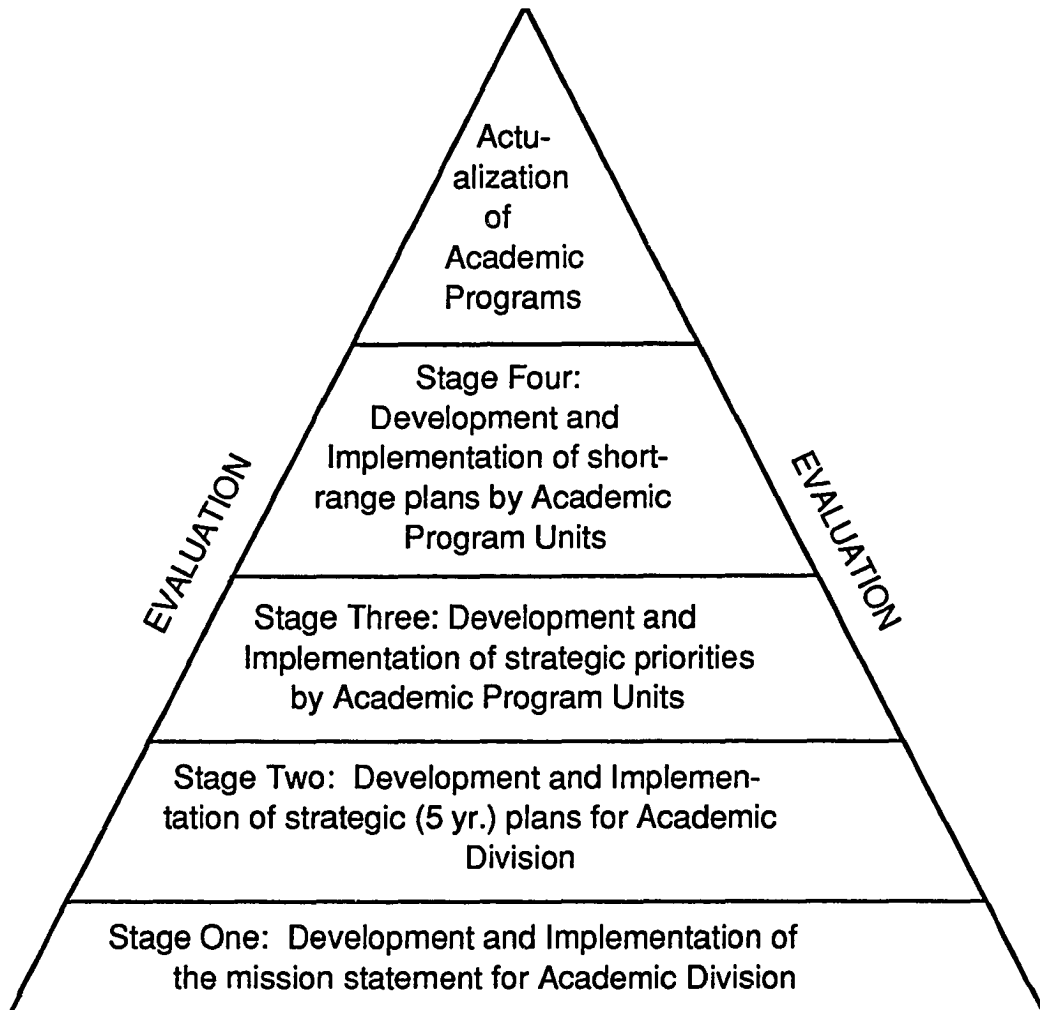 Actu-
alization
of
Academic
Programs
Stage Four:
Development and
Implementation of short-
range plans by Academic
Program Units
EVALUATION
EVALUATION
Stage Three: Development and
Implementation of strategic priorities
by Academic Program Units
Stage Two: Development and Implemen-
tation of strategic (5 yr.) plans for Academic
Division
Stage One: Development and Implementation of
the mission statement for Academic Division